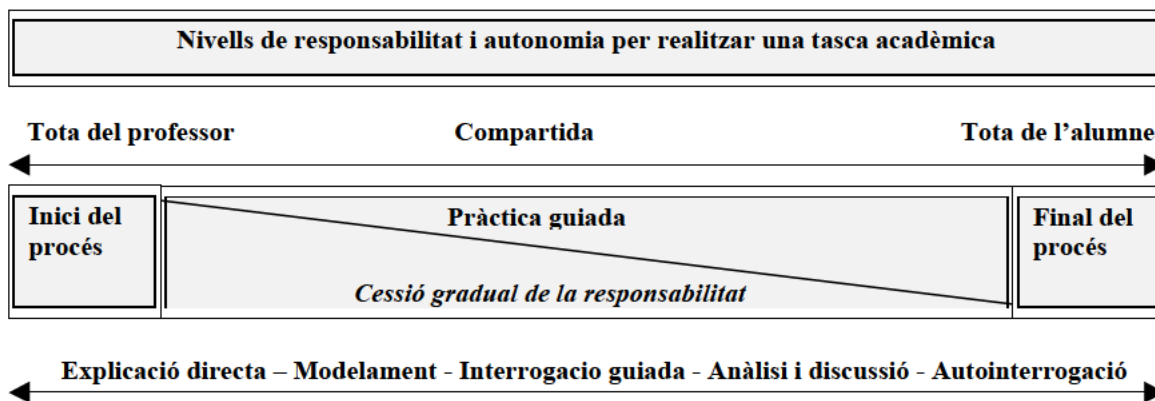 Nivells de responsabilitat i autonomia per realitzar una tasca acadèmica
Tota del professor Compartida Tota de l'alumne
Inici del
procés
Pràctica guiada
Cessió gradual de la responsabilitat
Final del
procés
Explicació directa – Modelament - Interrogacio guiada - Anàlisi i discussió - Autointerrogació